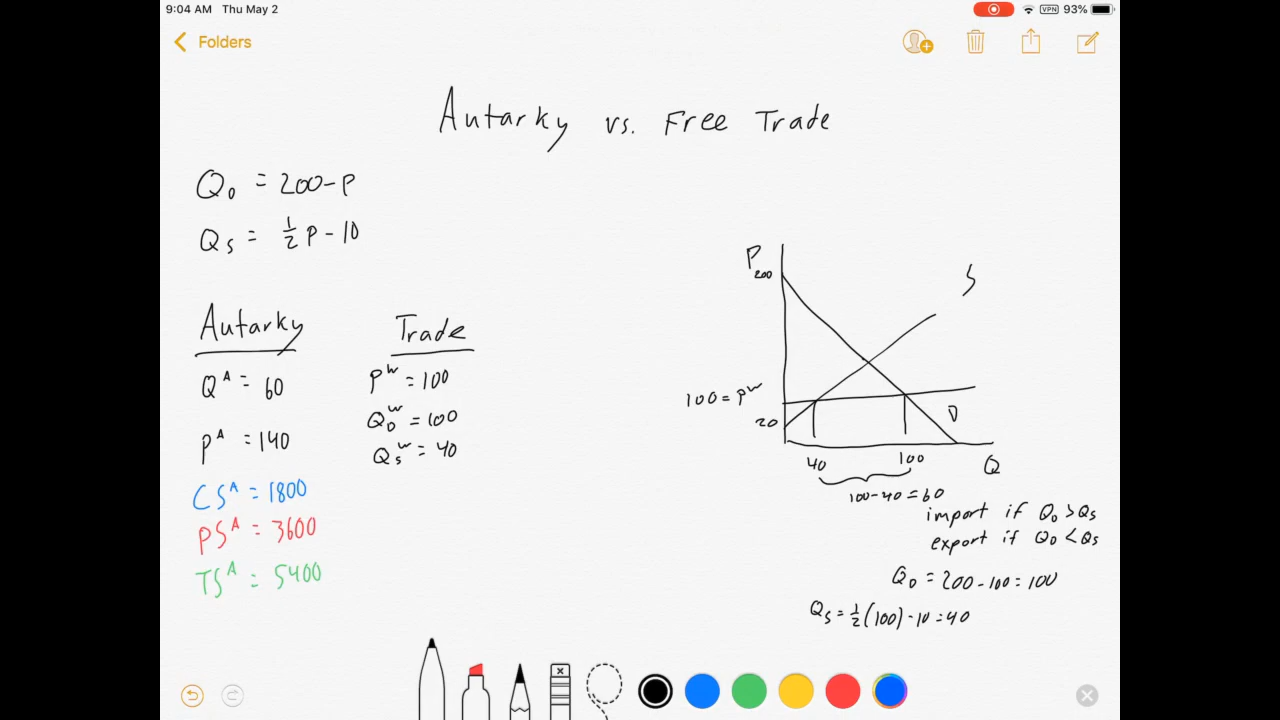 9:04 AM Thu May 2
VPN 93%
Folders
Autarky vs. Free Trade
Q_D = 200-P
Q_S = 1/2 P - 10
Autarky
Q^A = 60
P^A = 140
CS^A = 1800
PS^A = 3600
TS^A = 5400
Trade
P^W = 100
Q_D^W = 100
Q_S^W = 40
P
200
S
100 = P^W
20
D
40
100
Q
100-40=60
import if Q_D > Q_S
export if Q_D < Q_S
Q_D = 200-100=100
Q_S = 1/2 (100) - 10 = 40